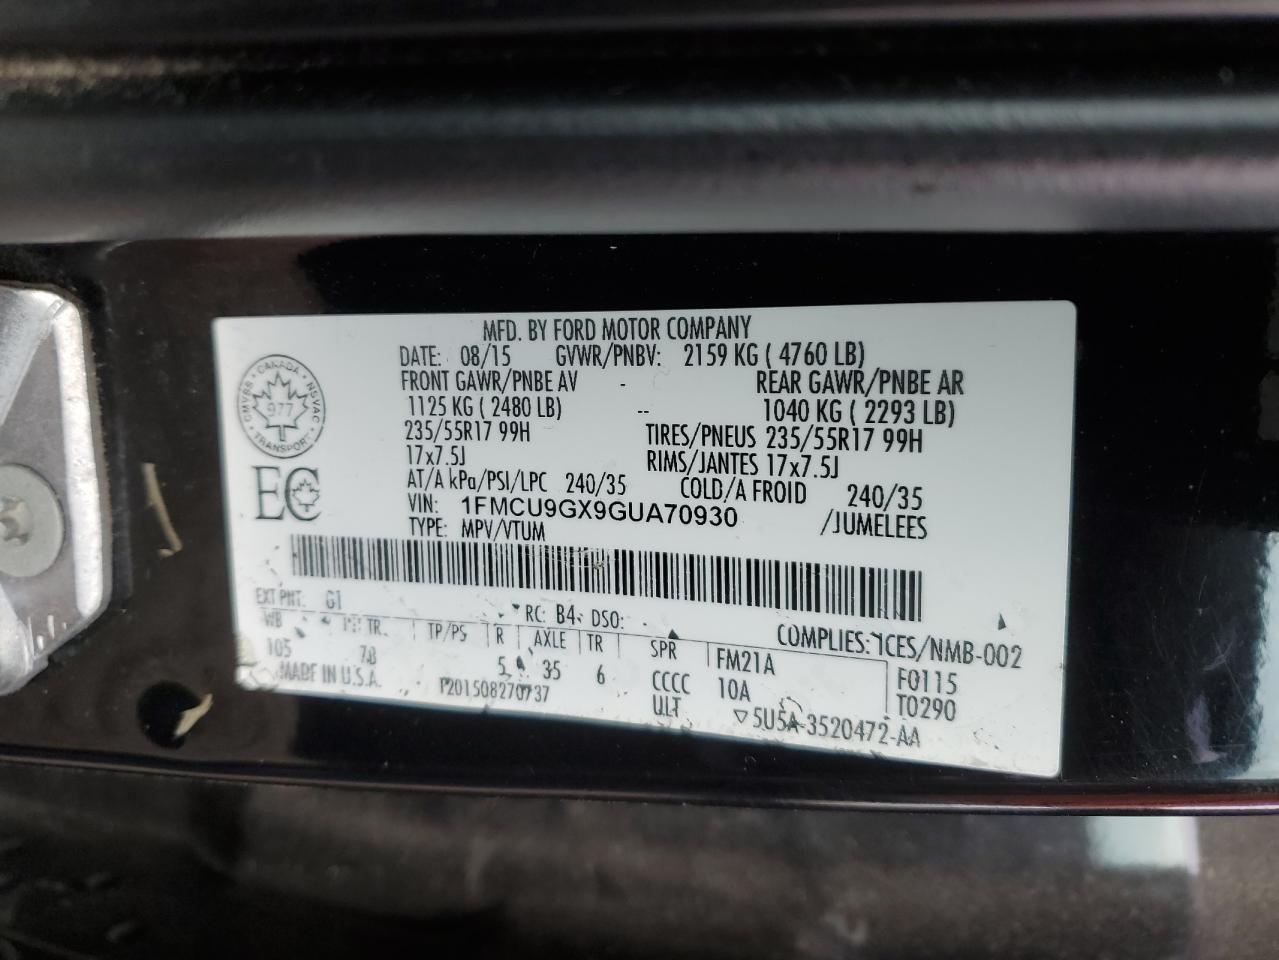 MFD. BY FORD MOTOR COMPANY
DATE: 08/15 GVWR/PNBV: 2159 KG ( 4760 LB)
FRONT GAWR/PNBE AV - REAR GAWR/PNBE AR
1125 KG ( 2480 LB) -- 1040 KG ( 2293 LB)
235/55R17 99H TIRES/PNEUS 235/55R17 99H
17x7.5J RIMS/JANTES 17x7.5J
AT/A kPa/PSI/LPC 240/35 COLD/A FROID 240/35
VIN: 1FMCU9GX9GUA70930 /JUMELEES
TYPE: MPV/VTUM
CANADA
CMVSS NSVAC
977
TRANSPORT
EC
EXT PNT: G1 RC: B4 DSO:
COMPLIES: ICES/NMB-002
WB TR. TP/PS R AXLE TR SPR FM21A F0115
105 78 5 35 6 CCCC 10A T0290
MADE IN U.S.A. T201508270737 ULT ▽5U5A-3520472-AA